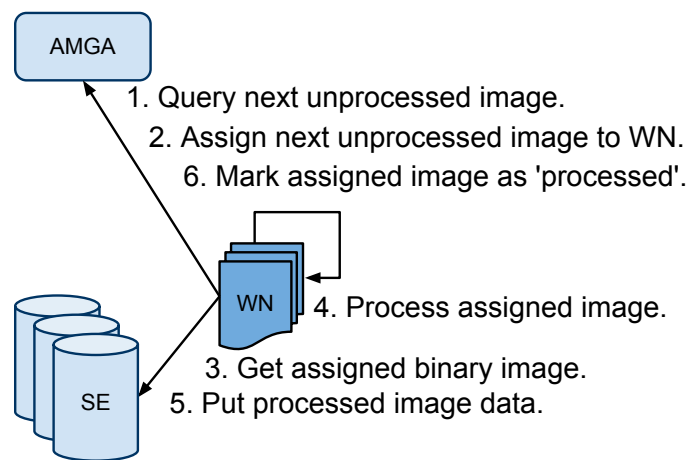 AMGA
1. Query next unprocessed image.
2. Assign next unprocessed image to WN.
6. Mark assigned image as 'processed'.
WN
4. Process assigned image.
3. Get assigned binary image.
SE
5. Put processed image data.